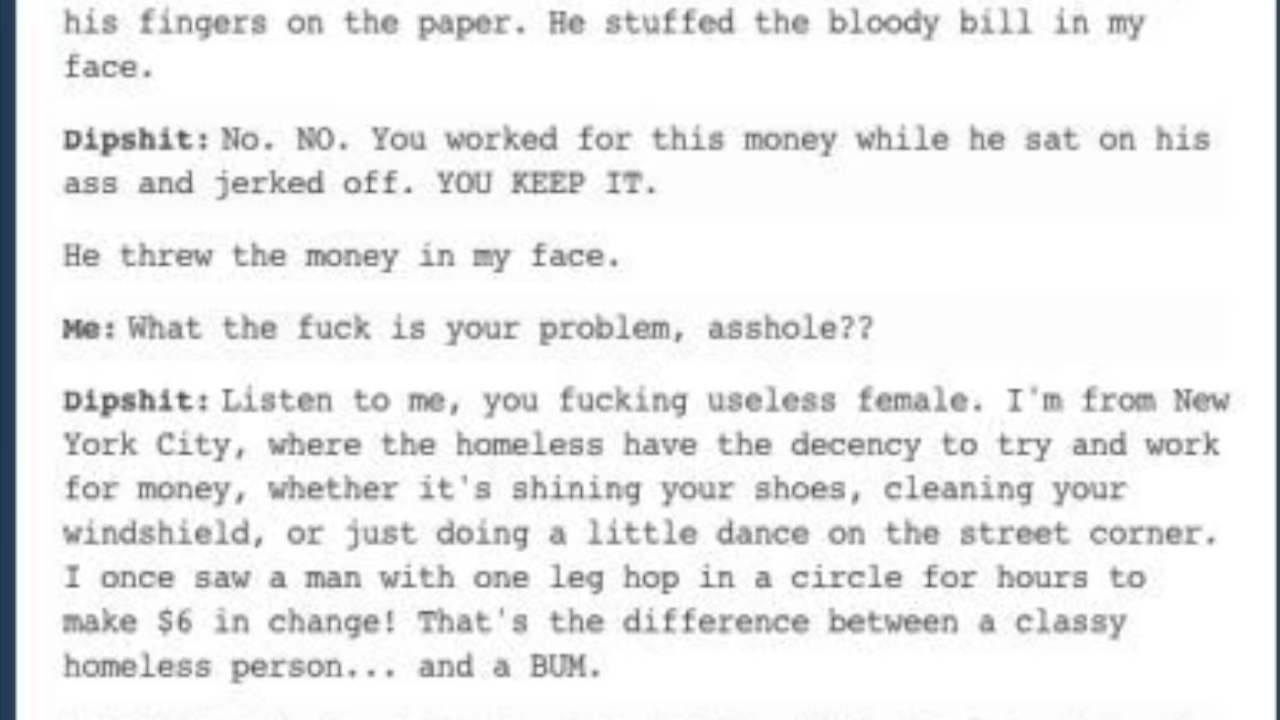 his fingers on the paper. He stuffed the bloody bill in my
face.
Dipshit: No. NO. You worked for this money while he sat on his
ass and jerked off. YOU KEEP IT.
He threw the money in my face.
Me: What the fuck is your problem, asshole??
Dipshit: Listen to me, you fucking useless female. I'm from New
York City, where the homeless have the decency to try and work
for money, whether it's shining your shoes, cleaning your
windshield, or just doing a little dance on the street corner.
I once saw a man with one leg hop in a circle for hours to
make $6 in change! That's the difference between a classy
homeless person... and a BUM.